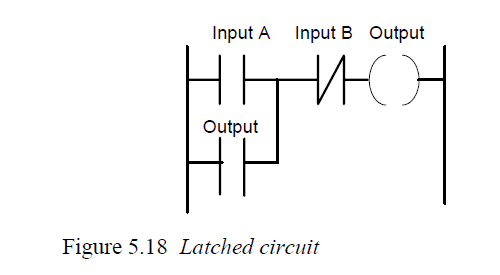 Input A Input B Output
Output
Figure 5.18 Latched circuit